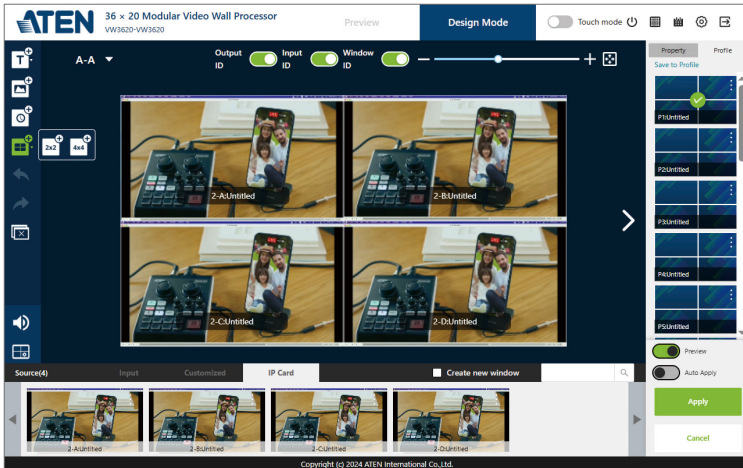 ATEN
36 × 20 Modular Video Wall Processor
VW3620-VW3620
Preview
Design Mode
Touch mode
Property
Profile
Save to Profile
A-A
Output ID
Input ID
Window ID
T
2x2
4x4
2-A:Untitled
2-B:Untitled
2-C:Untitled
2-D:Untitled
P1:Untitled
P2:Untitled
P3:Untitled
P4:Untitled
P5:Untitled
Preview
Auto Apply
Apply
Cancel
Source(4)
Input
Customized
IP Card
Create new window
2-A:Untitled
2-B:Untitled
2-C:Untitled
2-D:Untitled
Copyright (c) 2024 ATEN International Co.,Ltd.